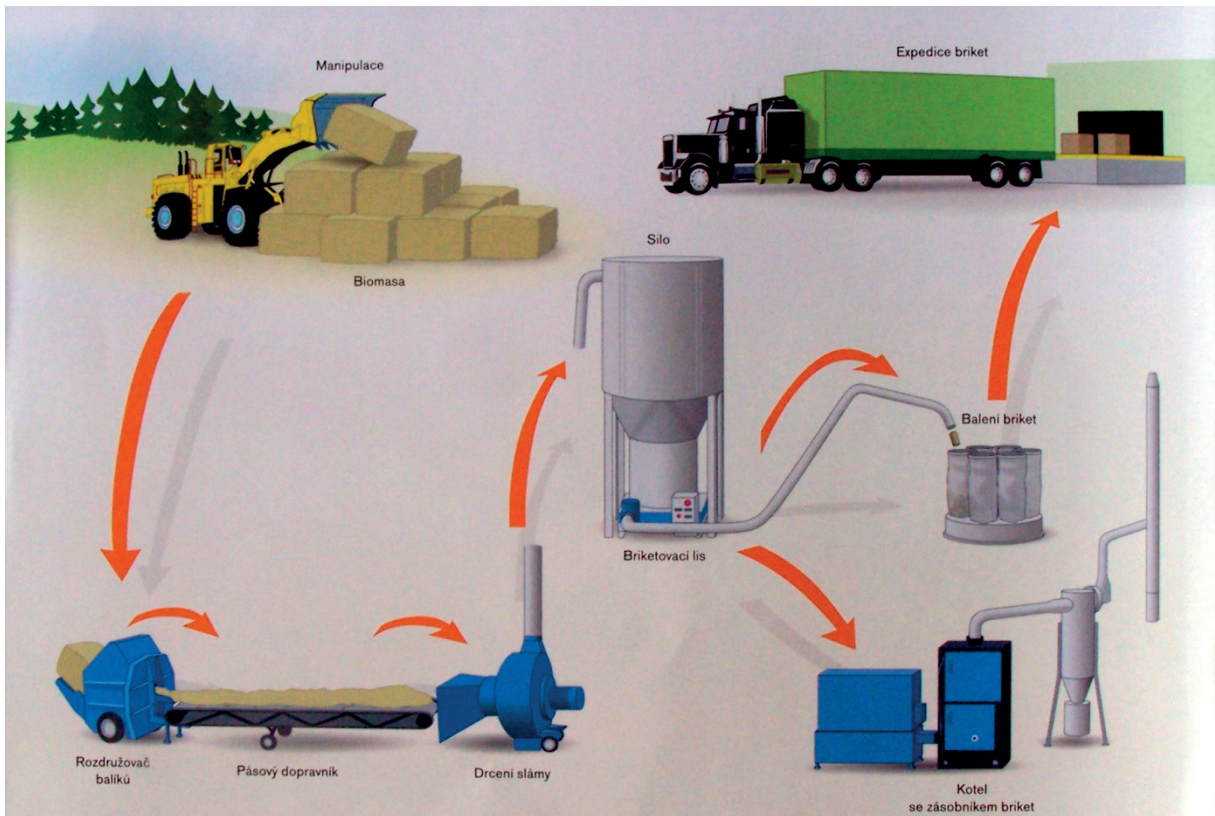 Manipulace
Expedice briket
Biomasa
Silo
Balení briket
Briketovací lis
Rozdružovač
balíků
Pásový dopravník
Drcení slámy
Kotel
se zásobníkem briket